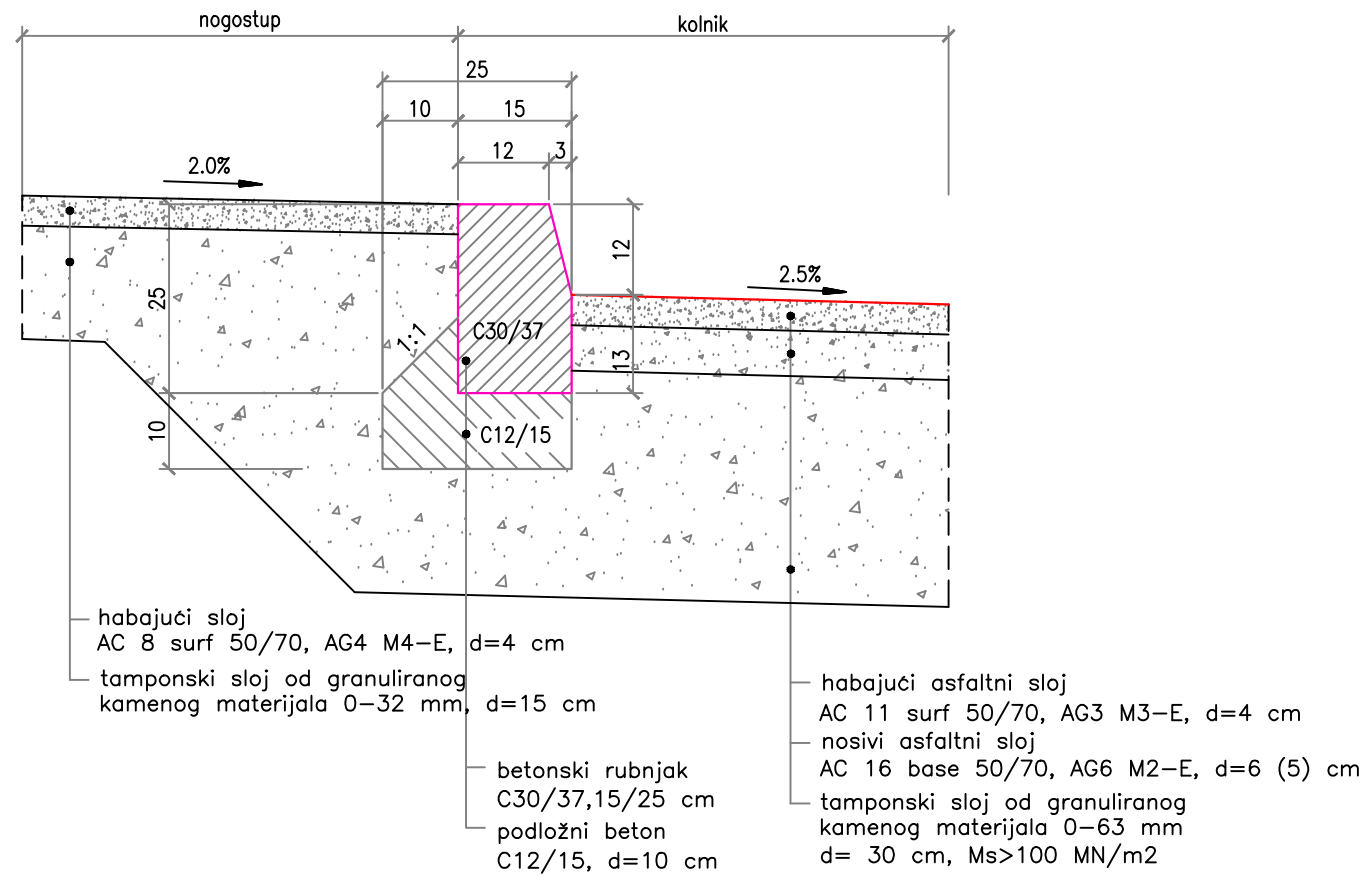 nogostup
kolnik
25
10
15
12
3
2.0%
12
2.5%
25
1:1
C30/37
13
10
C12/15
habajući sloj
AC 8 surf 50/70, AG4 M4-E, d=4 cm
tamponski sloj od granuliranog
kamenog materijala 0-32 mm, d=15 cm
betonski rubnjak
C30/37,15/25 cm
podložni beton
C12/15, d=10 cm
habajući asfaltni sloj
AC 11 surf 50/70, AG3 M3-E, d=4 cm
nosivi asfaltni sloj
AC 16 base 50/70, AG6 M2-E, d=6 (5) cm
tamponski sloj od granuliranog
kamenog materijala 0-63 mm
d= 30 cm, Ms>100 MN/m2